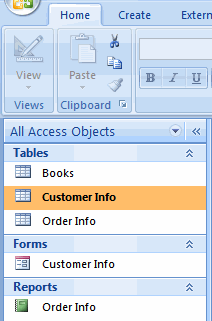 Home Create Extern
View Paste
B I U
Views Clipboard
All Access Objects
Tables
Books
Customer Info
Order Info
Forms
Customer Info
Reports
Order Info